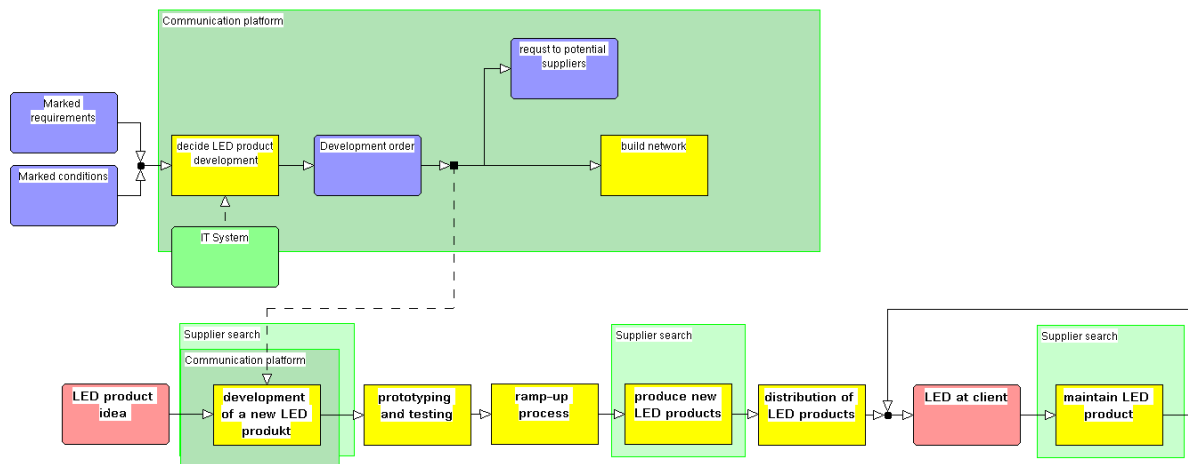 Communication platform
requst to potential
suppliers
Marked
requirements
decide LED product
development
Development order
build network
Marked conditions
IT System
Supplier search
Communication platform
Supplier search
Supplier search
LED product
idea
development
of a new LED
produkt
prototyping
and testing
ramp-up
process
produce new
LED products
distribution of
LED products
LED at client
maintain LED
product